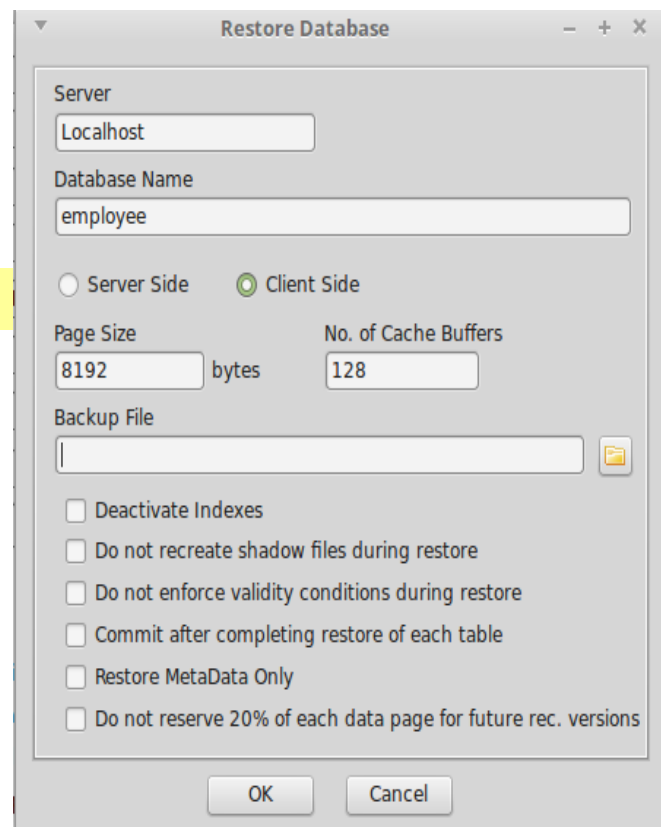 Restore Database
Server
Localhost
Database Name
employee
Server Side Client Side
Page Size No. of Cache Buffers
8192 bytes 128
Backup File
Deactivate Indexes
Do not recreate shadow files during restore
Do not enforce validity conditions during restore
Commit after completing restore of each table
Restore MetaData Only
Do not reserve 20% of each data page for future rec. versions
OK Cancel